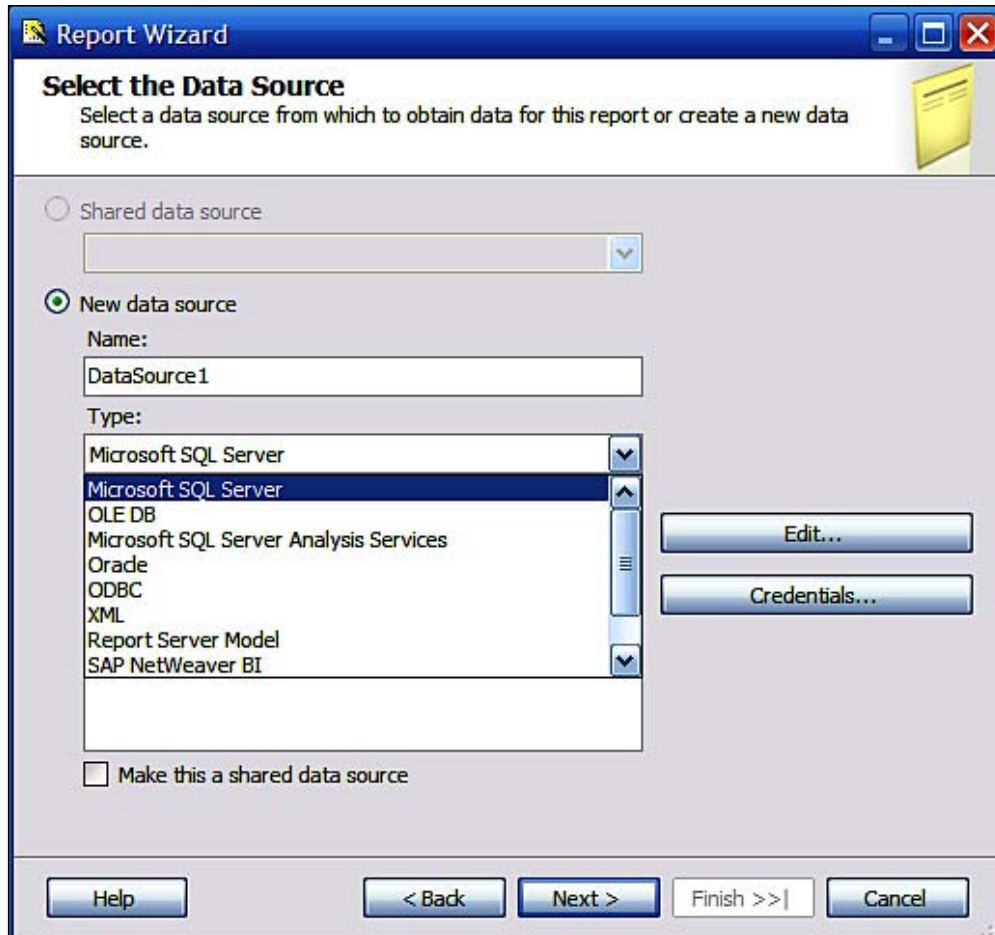 Report Wizard
Select the Data Source
Select a data source from which to obtain data for this report or create a new data
source.
Shared data source
New data source
Name:
DataSource1
Type:
Microsoft SQL Server
Microsoft SQL Server
OLE DB
Microsoft SQL Server Analysis Services
Oracle
ODBC
XML
Report Server Model
SAP NetWeaver BI
Edit...
Credentials...
Make this a shared data source
Help
< Back
Next >
Finish >>|
Cancel